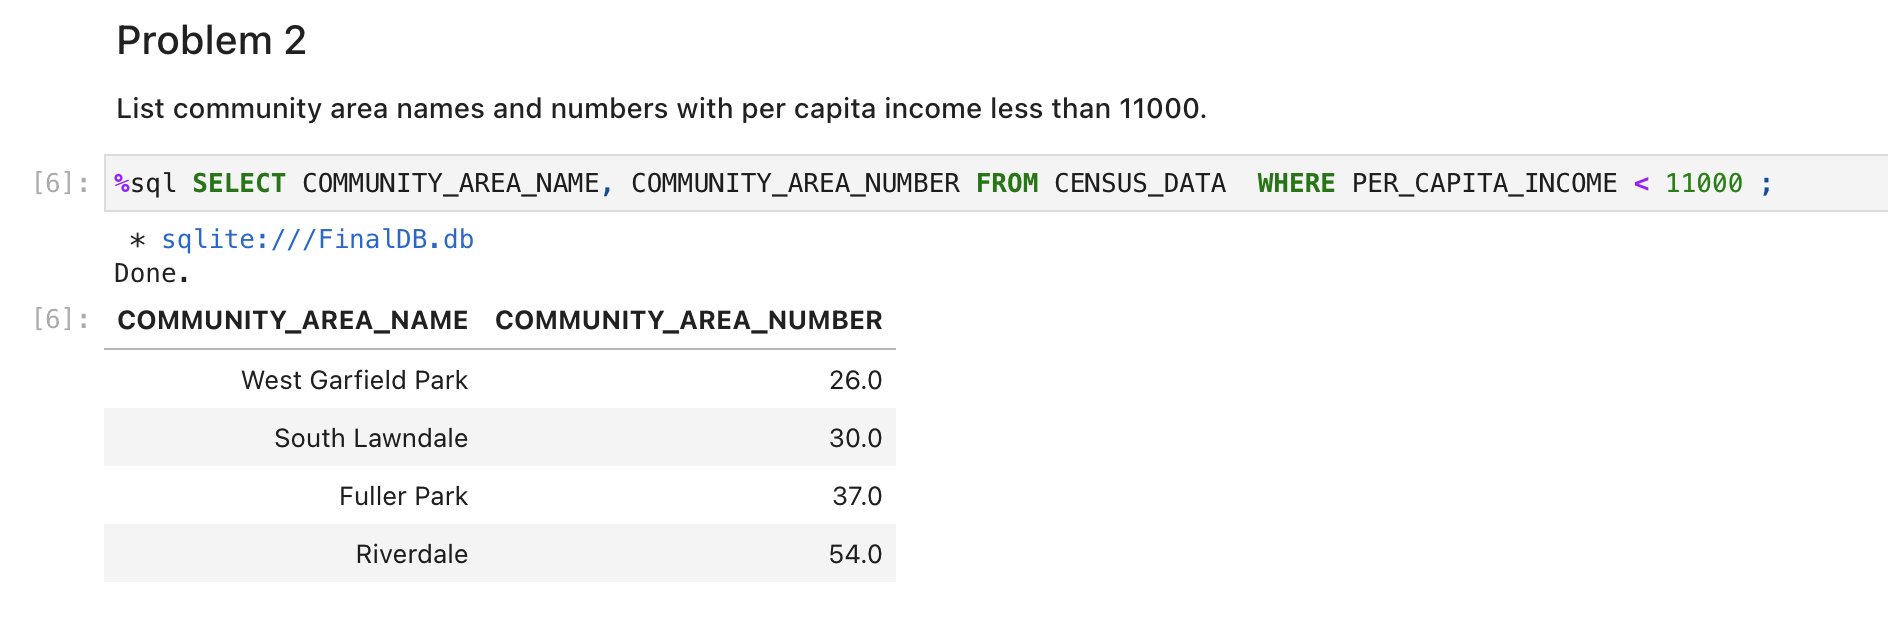 Problem 2
List community area names and numbers with per capita income less than 11000.
[6]: %sql SELECT COMMUNITY_AREA_NAME, COMMUNITY_AREA_NUMBER FROM CENSUS_DATA  WHERE PER_CAPITA_INCOME < 11000 ;
* sqlite:///FinalDB.db
Done.
[6]: COMMUNITY_AREA_NAME COMMUNITY_AREA_NUMBER
West Garfield Park 26.0
South Lawndale 30.0
Fuller Park 37.0
Riverdale 54.0